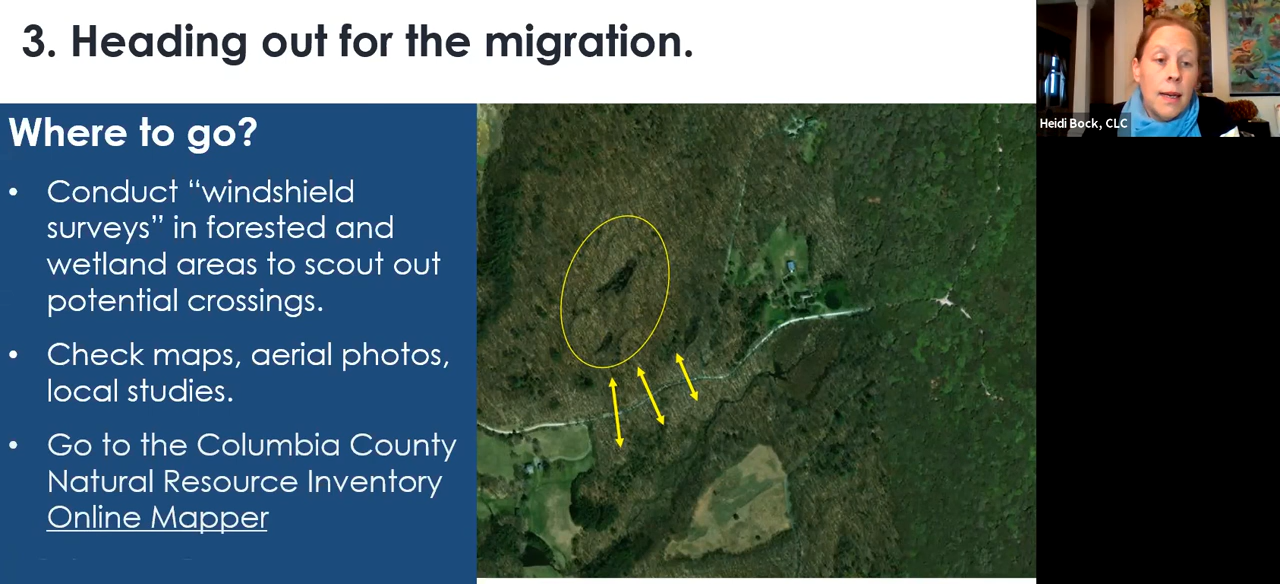 3. Heading out for the migration.
Heidi Bock, CLC
Where to go?
• Conduct “windshield
surveys” in forested and
wetland areas to scout out
potential crossings.
• Check maps, aerial photos,
local studies.
• Go to the Columbia County
Natural Resource Inventory
Online Mapper